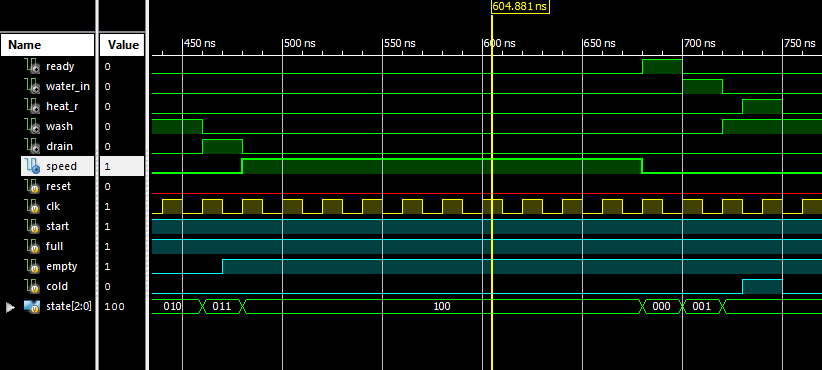 604.881 ns
Name Value
450 ns 500 ns 550 ns 600 ns 650 ns 700 ns 750 ns
ready 0
water_in 0
heat_r 0
wash 0
drain 0
speed 1
reset 0
clk 1
start 1
full 1
empty 1
cold 0
state[2:0] 100 010 011 100 000 001